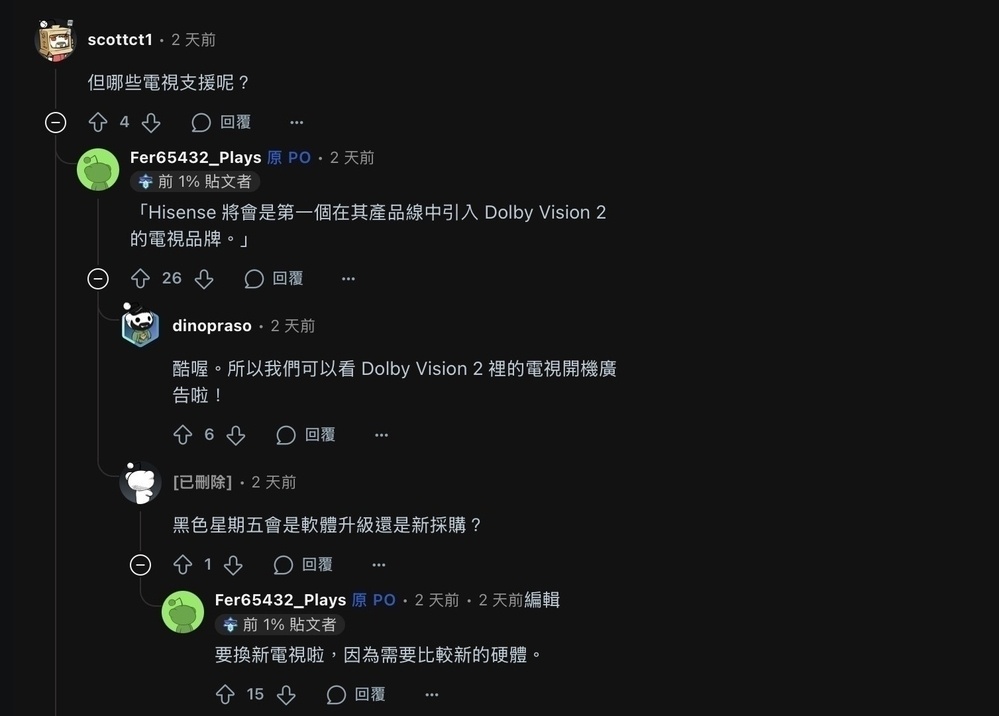 scottct1 • 2 天前
但哪些電視支援呢？
4 回覆 ...
Fer65432_Plays 原 PO • 2 天前
前 1% 貼文者
「Hisense 將會是第一個在其產品線中引入 Dolby Vision 2
的電視品牌。」
26 回覆 ...
dinopraso • 2 天前
酷喔。所以我們可以看 Dolby Vision 2 裡的電視開機廣
告啦！
6 回覆 ...
[已刪除] • 2 天前
黑色星期五會是軟體升級還是新採購？
1 回覆 ...
Fer65432_Plays 原 PO • 2 天前 • 2 天前編輯
前 1% 貼文者
要換新電視啦，因為需要比較新的硬體。
15 回覆 ...